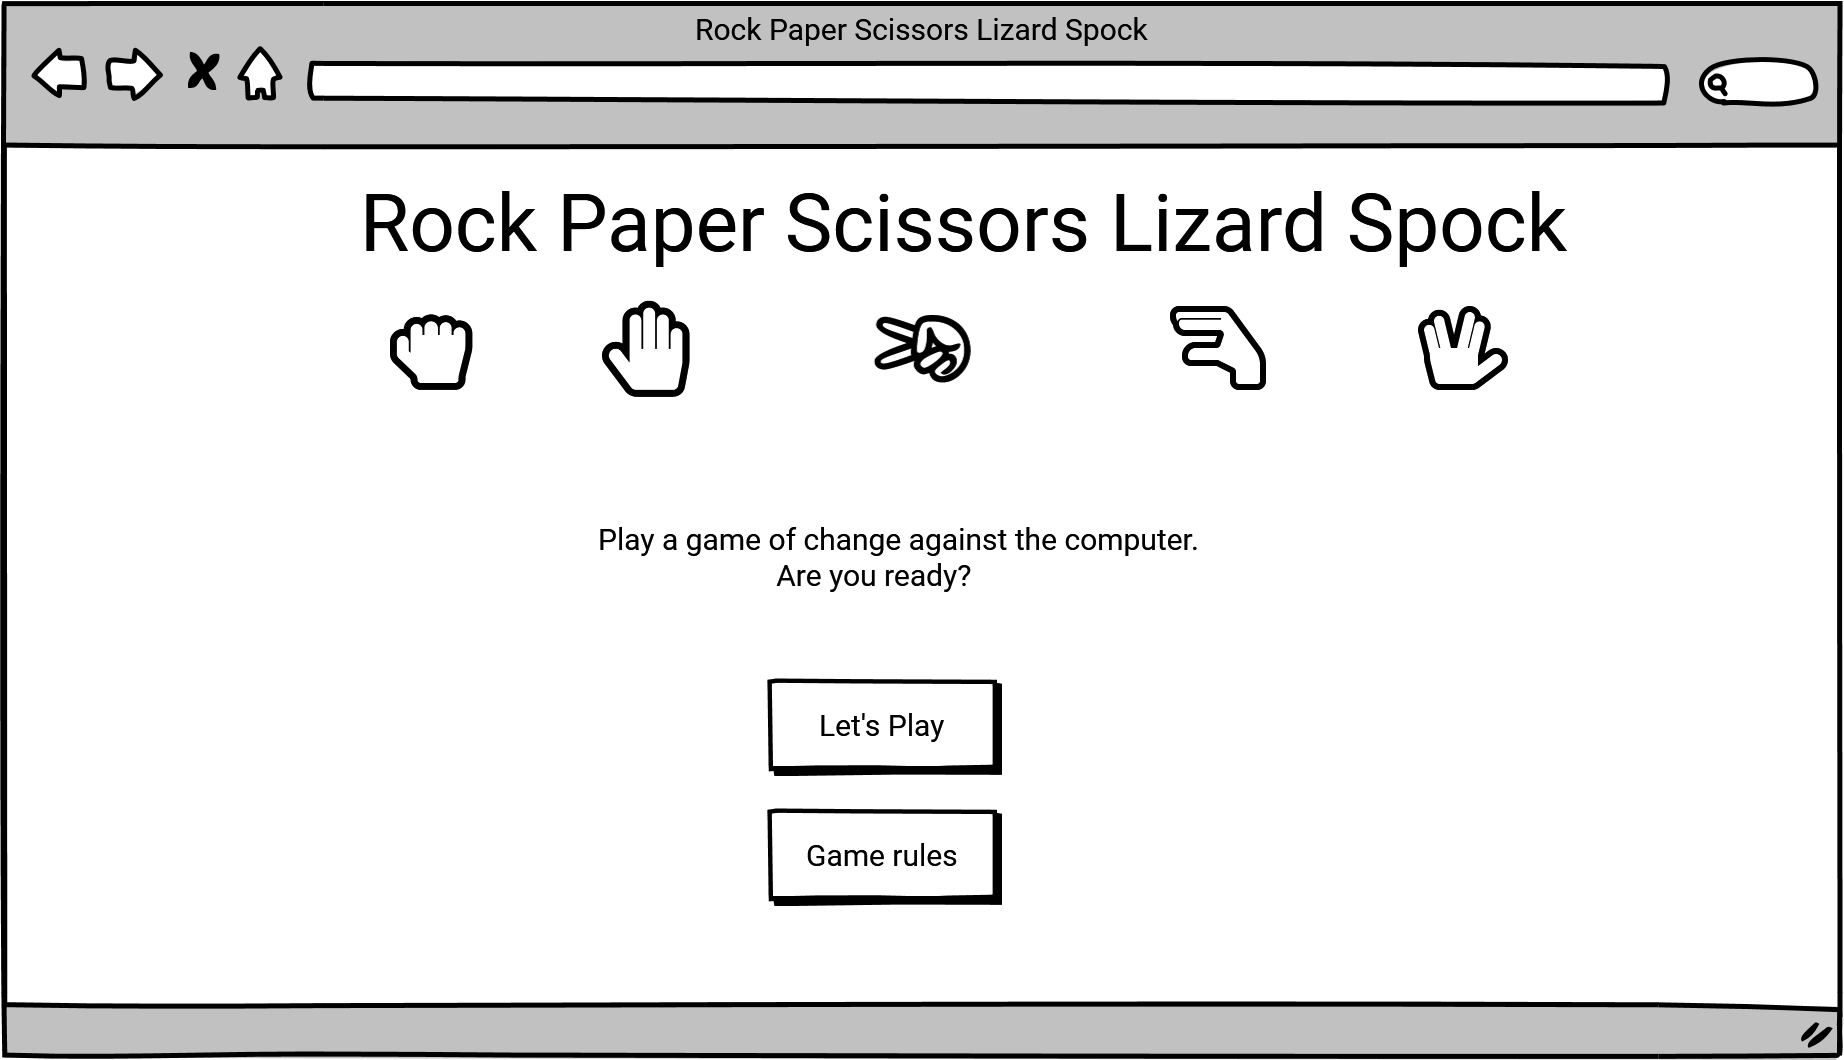 Rock Paper Scissors Lizard Spock
Rock Paper Scissors Lizard Spock
Play a game of change against the computer.
Are you ready?
Let's Play
Game rules